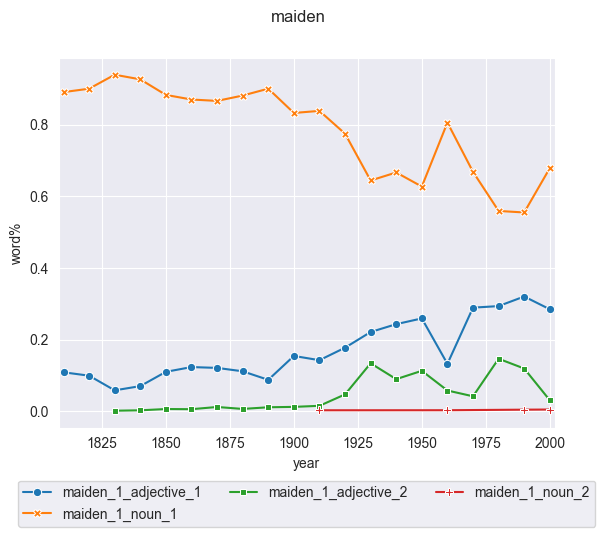 maiden
word%
0.8
0.6
0.4
0.2
0.0
1825 1850 1875 1900 1925 1950 1975 2000
year
maiden_1_adjective_1 maiden_1_adjective_2 maiden_1_noun_2
maiden_1_noun_1